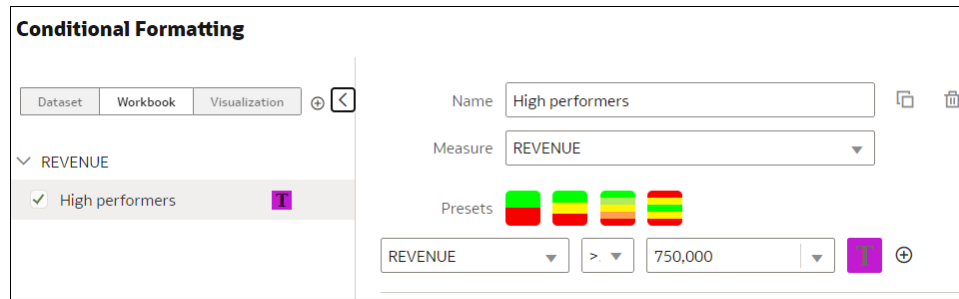 Conditional Formatting
Dataset Workbook Visualization
REVENUE
High performers T
Name High performers
Measure REVENUE
Presets
REVENUE > 750,000 T